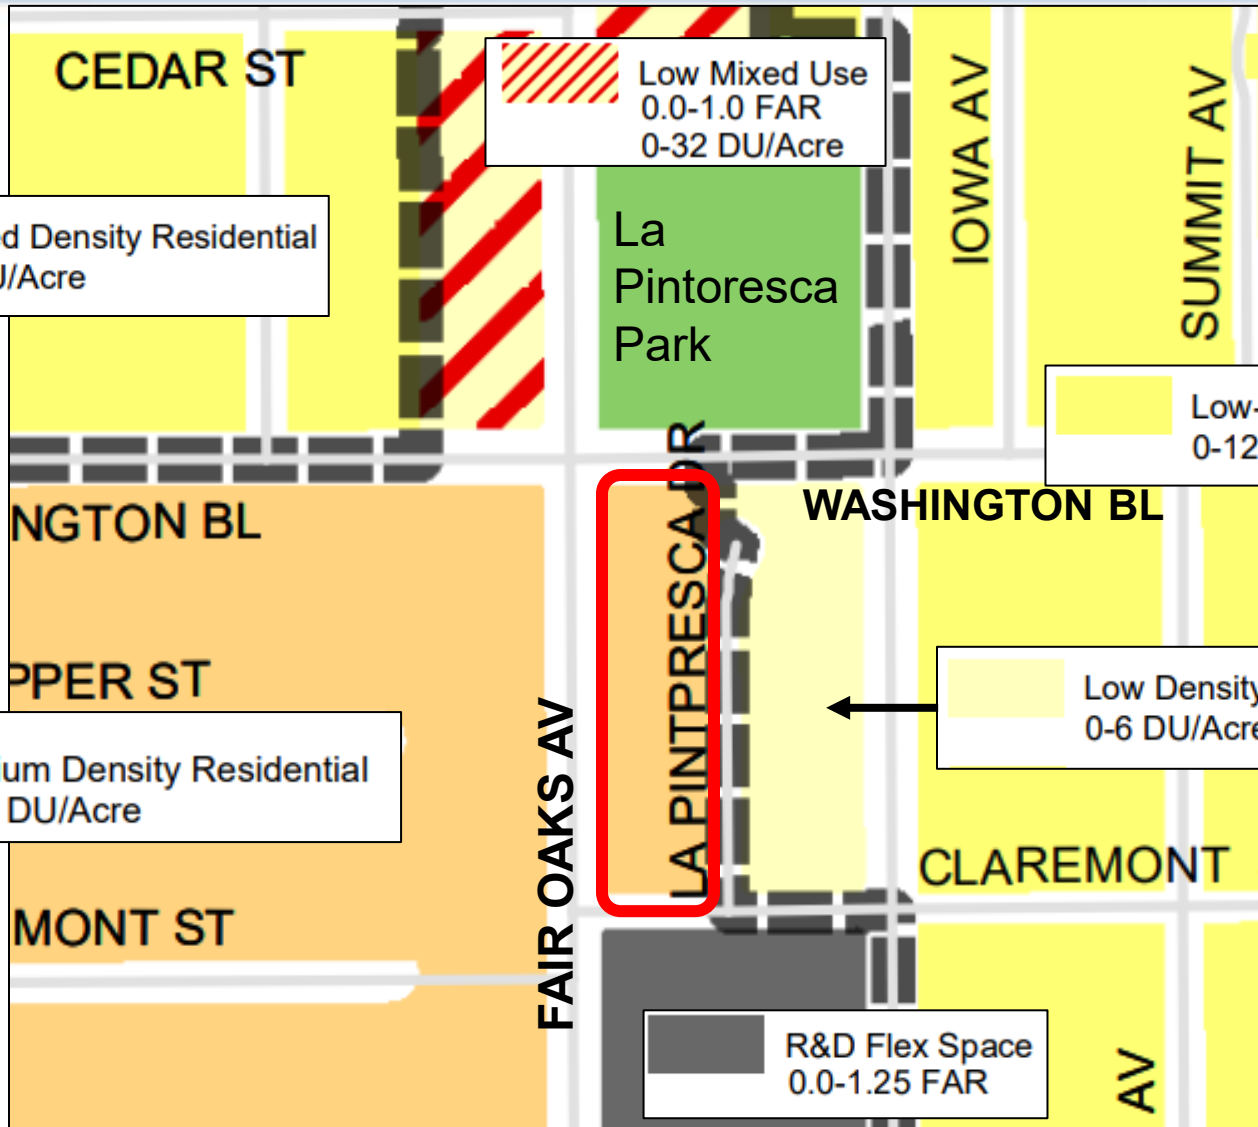 CEDAR ST
Low Mixed Use
0.0-1.0 FAR
0-32 DU/Acre
IOWA AV
SUMMIT AV
d Density Residential
/Acre
La
Pintoresca
Park
Low-
0-12
LA PINTPRESCA DR
NGTON BL
WASHINGTON BL
PPER ST
Low Density
0-6 DU/Acre
ium Density Residential
DU/Acre
FAIR OAKS AV
CLAREMONT
MONT ST
R&D Flex Space
0.0-1.25 FAR
AV